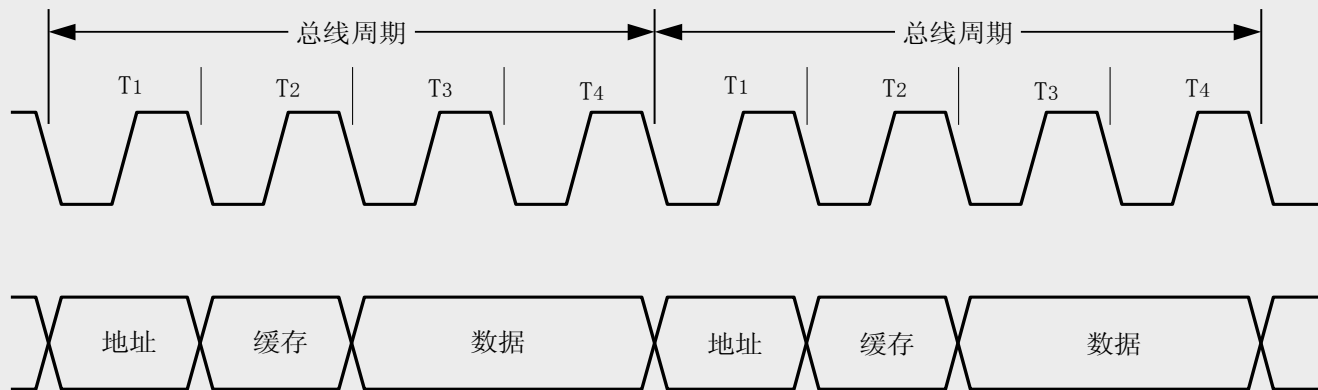 总线周期 总线周期
T1 T2 T3 T4 T1 T2 T3 T4
地址 缓存 数据 地址 缓存 数据